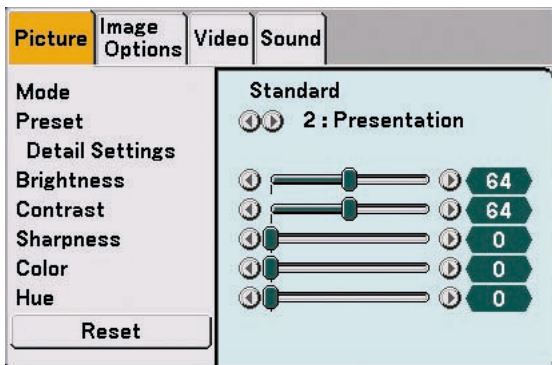 Picture
Image Options
Video
Sound
Mode Standard
Preset 2 : Presentation
Detail Settings
Brightness 64
Contrast 64
Sharpness 0
Color 0
Hue 0
Reset